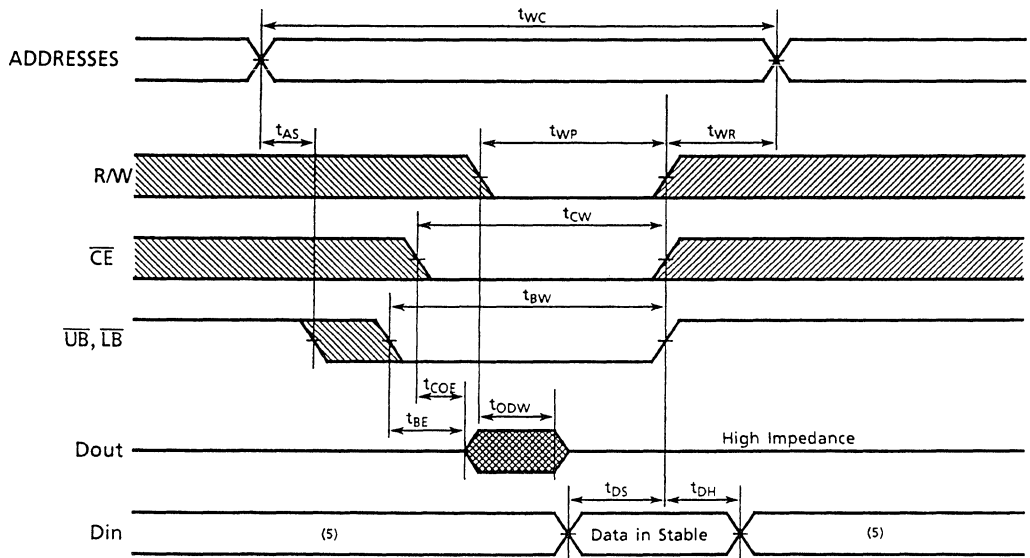 tWC
ADDRESSES
tAS
tWP
tWR
R/W
tCW
CE
tBW
UB, LB
tCOE
tODW
tBE
Dout
High Impedance
tDS
tDH
Din
(5)
Data in Stable
(5)